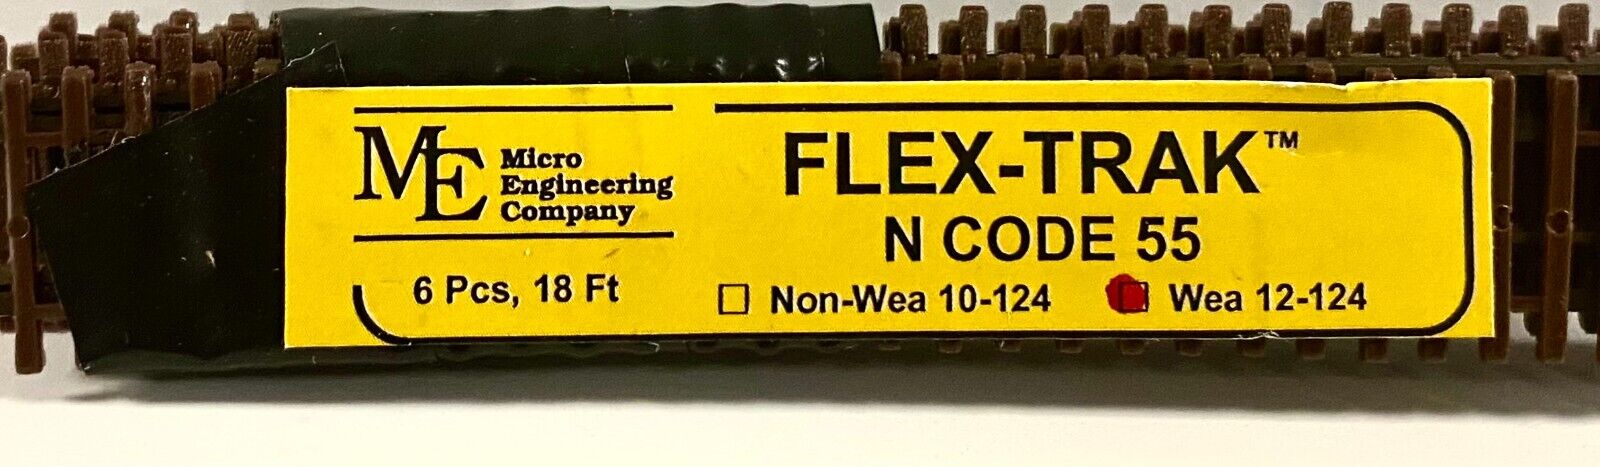 ME Micro
Engineering
Company
6 Pcs, 18 Ft
FLEX-TRAK™
N CODE 55
Non-Wea 10-124 Wea 12-124